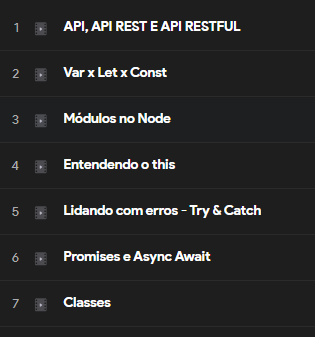 1 API, API REST E API RESTFUL
2 Var x Let x Const
3 Módulos no Node
4 Entendendo o this
5 Lidando com erros - Try & Catch
6 Promises e Async Await
7 Classes